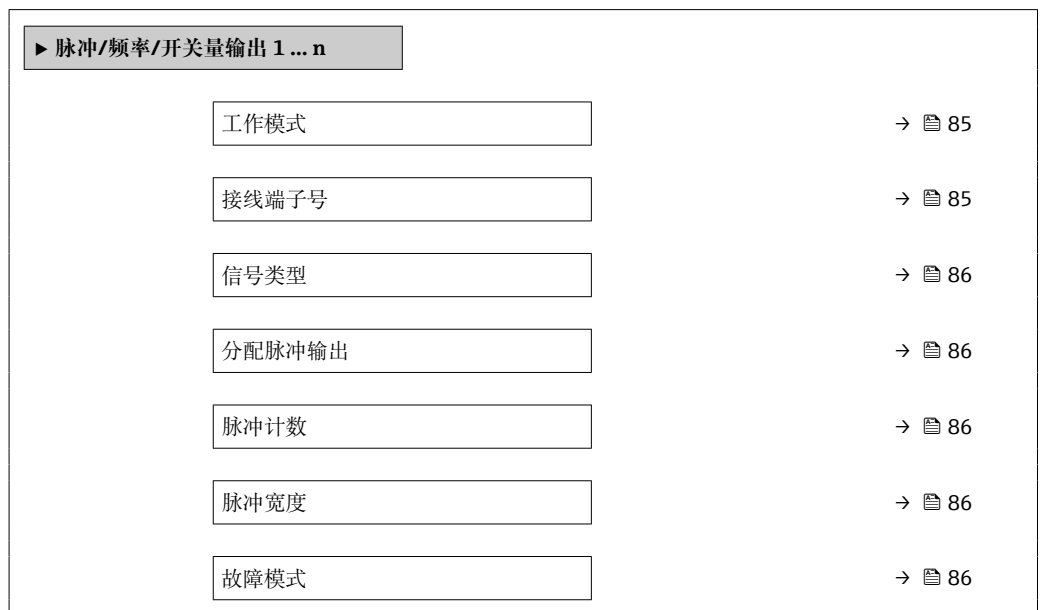 ▶ 脉冲/频率/开关量输出 1 ... n
工作模式 → 85
接线端子号 → 85
信号类型 → 86
分配脉冲输出 → 86
脉冲计数 → 86
脉冲宽度 → 86
故障模式 → 86